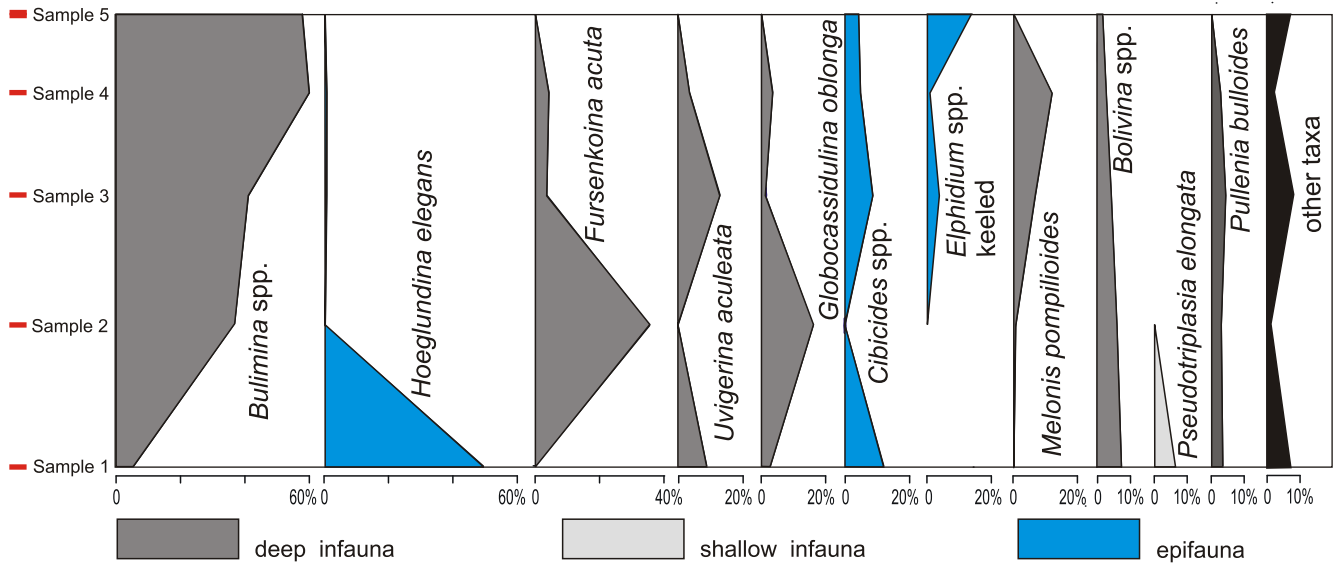 Sample 5
Sample 4
Sample 3
Sample 2
Sample 1
Bulimina spp.
Hoeglundina elegans
Fursenkoina acuta
Uvigerina aculeata
Globocassidulina oblonga
Cibicides spp.
Elphidium spp.
keeled
Melonis pompilioides
Bolivina spp.
Pseudotriplasia elongata
Pullenia bulloides
other taxa
0 60% 0 60% 0 40% 20% 0 20% 0 20% 0 20% 0 20% 0 10% 0 10% 0 10% 0 10%
deep infauna
shallow infauna
epifauna